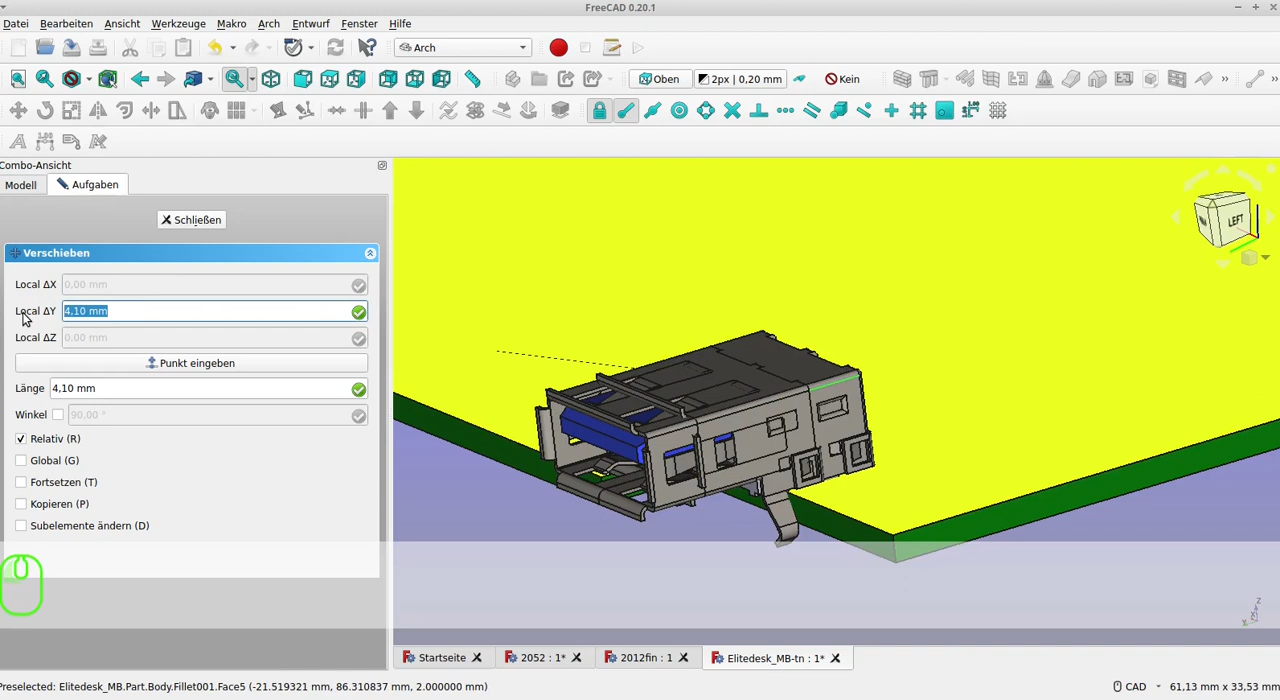 FreeCAD 0.20.1
Datei Bearbeiten Ansicht Werkzeuge Makro Arch Entwurf Fenster Hilfe
Arch
Oben 2px | 0,20 mm Kein
Combo-Ansicht
Modell Aufgaben
Schließen
Verschieben
Local ΔX 0,00 mm
Local ΔY 4,10 mm
Local ΔZ 0,00 mm
Punkt eingeben
Länge 4,10 mm
Winkel 90,00 °
Relativ (R)
Global (G)
Fortsetzen (T)
Kopieren (P)
Subelemente ändern (D)
LEFT
Z
Y
Startseite 2052 : 1* 2012fin : 1 Elitedesk_MB-tn : 1*
Preselected: Elitedesk_MB.Part.Body.Fillet001.Face5 (-21.519321 mm, 86.310837 mm, 2.000000 mm) CAD 61,13 mm x 33,53 mm